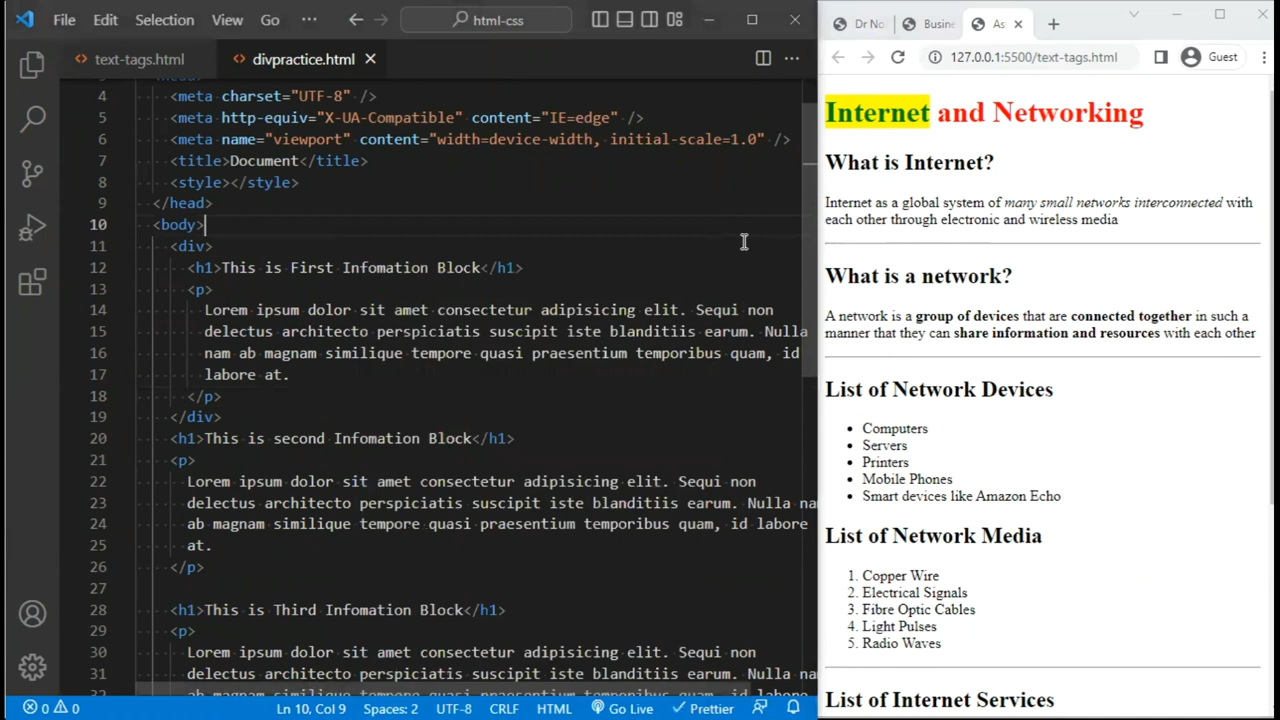 File Edit Selection View Go ··· html-css
text-tags.html divpractice.html
4 <meta charset="UTF-8" />
5 <meta http-equiv="X-UA-Compatible" content="IE=edge" />
6 <meta name="viewport" content="width=device-width, initial-scale=1.0" />
7 <title>Document</title>
8 <style></style>
9 </head>
10 <body>
11 <div>
12 <h1>This is First Infomation Block</h1>
13 <p>
14 Lorem ipsum dolor sit amet consectetur adipisicing elit. Sequi non
15 delectus architecto perspiciatis suscipit iste blanditiis earum. Nulla
16 nam ab magnam similique tempore quasi praesentium temporibus quam, id
17 labore at.
18 </p>
19 </div>
20 <h1>This is second Infomation Block</h1>
21 <p>
22 Lorem ipsum dolor sit amet consectetur adipisicing elit. Sequi non
23 delectus architecto perspiciatis suscipit iste blanditiis earum. Nulla na
24 ab magnam similique tempore quasi praesentium temporibus quam, id labore
25 at.
26 </p>
27
28 <h1>This is Third Infomation Block</h1>
29 <p>
30 Lorem ipsum dolor sit amet consectetur adipisicing elit. Sequi non
31 delectus architecto perspiciatis suscipit iste blanditiis earum. Nulla na
0 0 Ln 10, Col 9 Spaces: 2 UTF-8 CRLF HTML Go Live Prettier
Dr No Busine As
127.0.0.1:5500/text-tags.html Guest
Internet and Networking
What is Internet?
Internet as a global system of many small networks interconnected with
each other through electronic and wireless media
What is a network?
A network is a group of devices that are connected together in such a
manner that they can share information and resources with each other
List of Network Devices
• Computers
• Servers
• Printers
• Mobile Phones
• Smart devices like Amazon Echo
List of Network Media
1. Copper Wire
2. Electrical Signals
3. Fibre Optic Cables
4. Light Pulses
5. Radio Waves
List of Internet Services